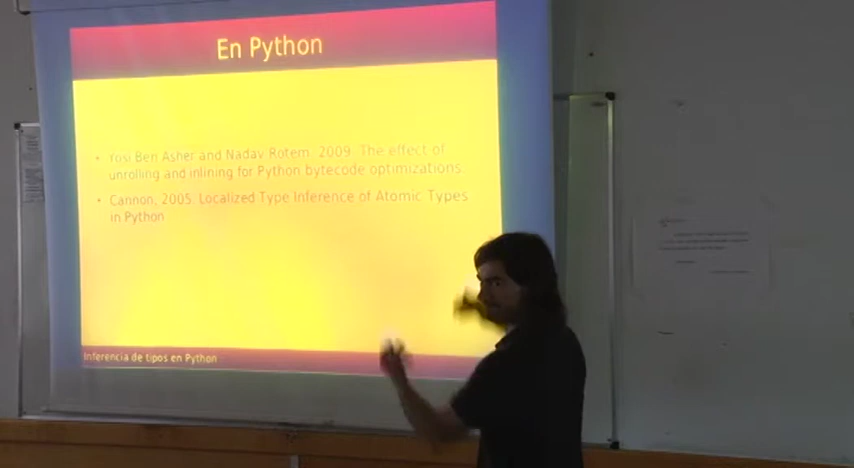 En Python
• Yosi Ben Asher and Nadav Rotem. 2009. The effect of
unrolling and inlining for Python bytecode optimizations.
• Cannon, 2005. Localized Type Inference of Atomic Types
in Python
Inferencia de tipos en Python